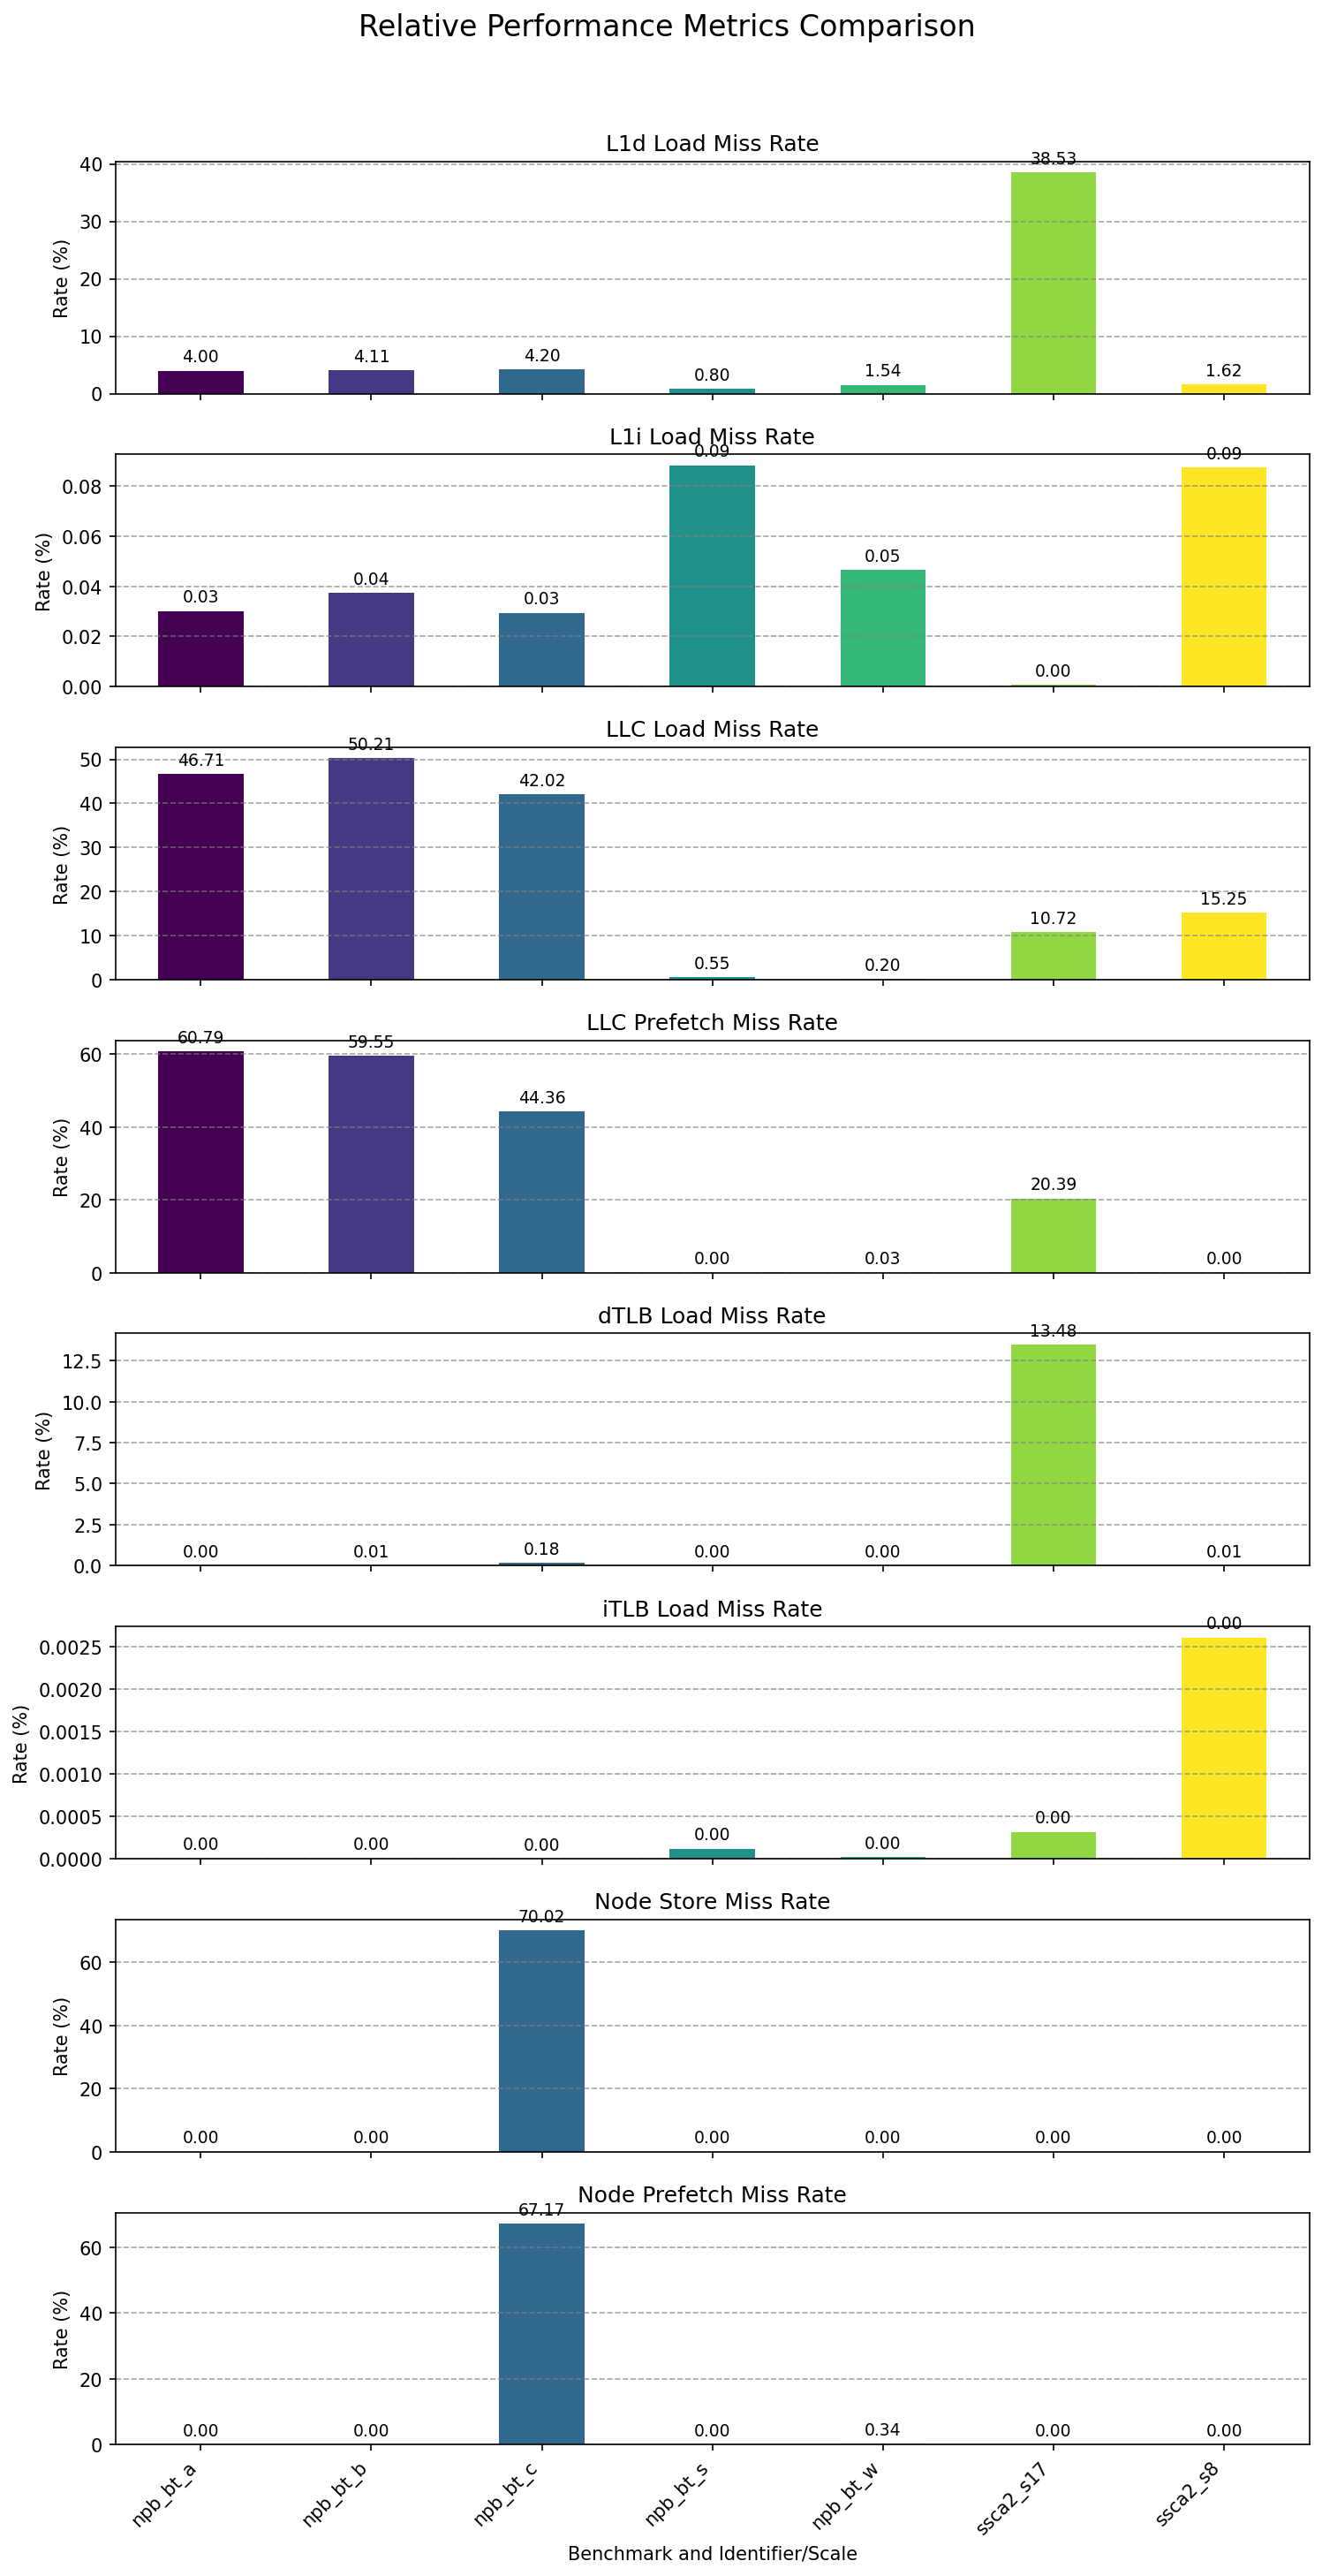 Relative Performance Metrics Comparison
L1d Load Miss Rate
Rate (%)
40
30
20
10
0
4.00 4.11 4.20 0.80 1.54 38.53 1.62
L1i Load Miss Rate
Rate (%)
0.08
0.06
0.04
0.02
0.00
0.03 0.04 0.03 0.09 0.05 0.00 0.09
LLC Load Miss Rate
Rate (%)
50
40
30
20
10
0
46.71 50.21 42.02 0.55 0.20 10.72 15.25
LLC Prefetch Miss Rate
Rate (%)
60
40
20
0
60.79 59.55 44.36 0.00 0.03 20.39 0.00
dTLB Load Miss Rate
Rate (%)
12.5
10.0
7.5
5.0
2.5
0.0
0.00 0.01 0.18 0.00 0.00 13.48 0.01
iTLB Load Miss Rate
Rate (%)
0.0025
0.0020
0.0015
0.0010
0.0005
0.0000
0.00 0.00 0.00 0.00 0.00 0.00 0.00
Node Store Miss Rate
Rate (%)
60
40
20
0
0.00 0.00 70.02 0.00 0.00 0.00 0.00
Node Prefetch Miss Rate
Rate (%)
60
40
20
0
0.00 0.00 67.17 0.00 0.34 0.00 0.00
npb_bt_a npb_bt_b npb_bt_c npb_bt_s npb_bt_w ssca2_s17 ssca2_s8
Benchmark and Identifier/Scale